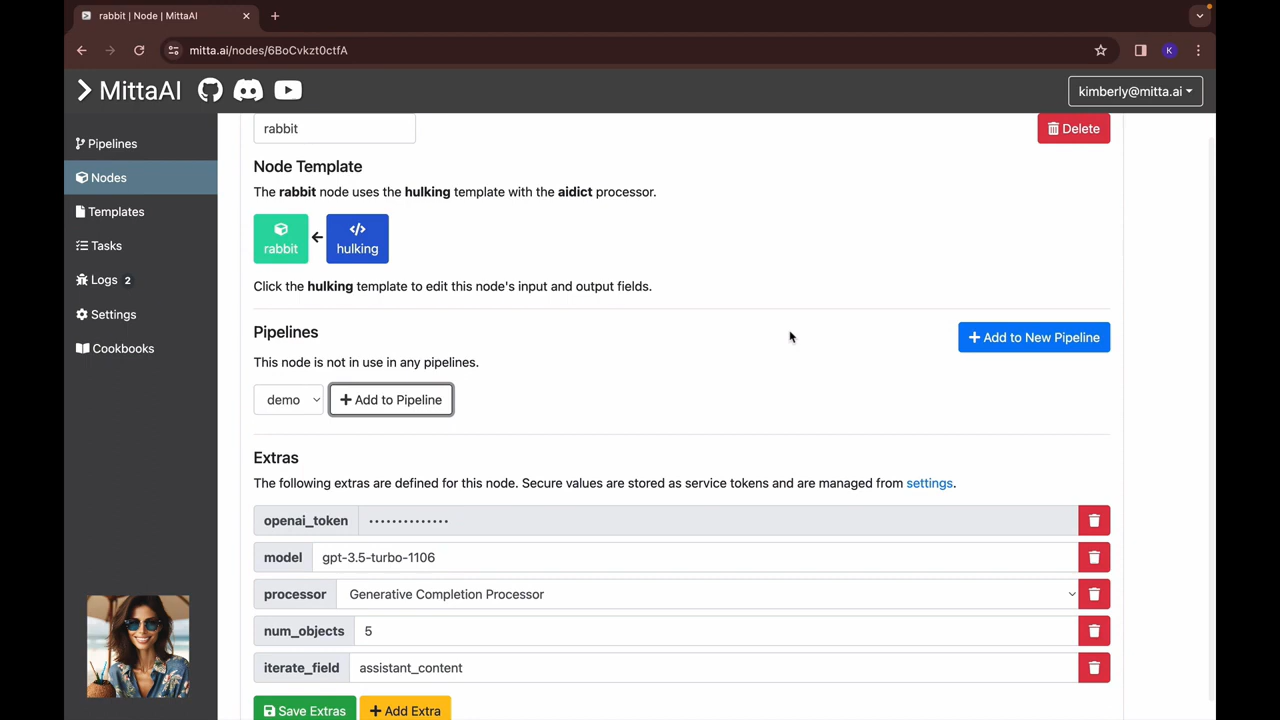 rabbit | Node | MittaAI
mitta.ai/nodes/6BoCvkzt0ctfA
K
MittaAI
kimberly@mitta.ai
Pipelines
Nodes
Templates
Tasks
Logs 2
Settings
Cookbooks
rabbit
Delete
Node Template
The rabbit node uses the hulking template with the aidict processor.
rabbit
hulking
Click the hulking template to edit this node's input and output fields.
Pipelines
Add to New Pipeline
This node is not in use in any pipelines.
demo
Add to Pipeline
Extras
The following extras are defined for this node. Secure values are stored as service tokens and are managed from settings.
openai_token ··············
model gpt-3.5-turbo-1106
processor Generative Completion Processor
num_objects 5
iterate_field assistant_content
Save Extras
Add Extra